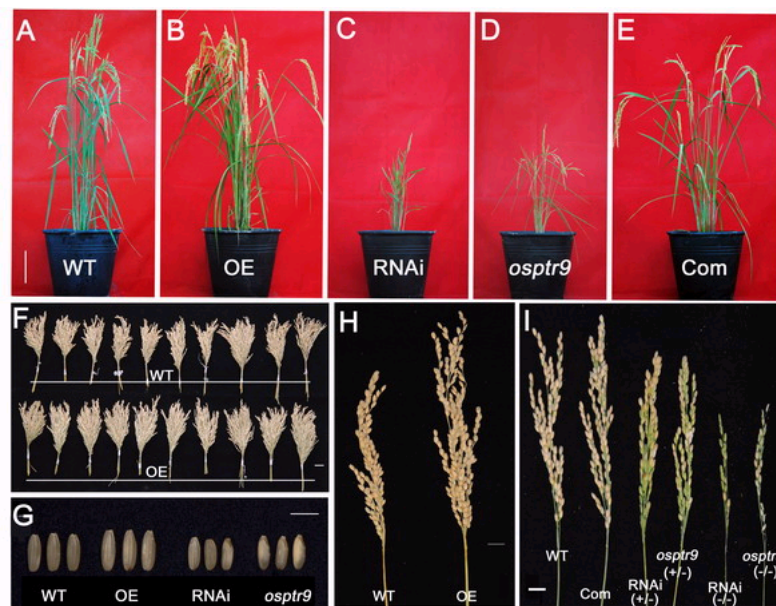 A
B
C
D
E
WT
OE
RNAi
osptr9
Com
F
WT
OE
G
WT
OE
RNAi
osptr9
H
WT
OE
I
WT
Com
RNAi
(+/-)
osptr9
(+/-)
RNAi
(-/-)
osptr
(-/-)